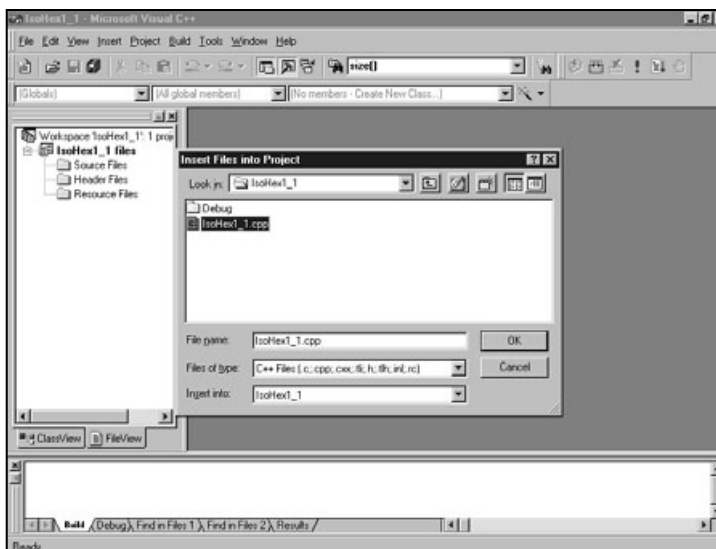 IsoHex1_1 - Microsoft Visual C++
File Edit View Insert Project Build Tools Window Help
size()
(Globals) (All global members) (No members - Create New Class...)
Workspace 'IsoHex1_1': 1 proj
IsoHex1_1 files
Source Files
Header Files
Resource Files
ClassView FileView
Insert Files into Project
Look in: IsoHex1_1
Debug
IsoHex1_1.cpp
File name: IsoHex1_1.cpp OK
Files of type: C++ Files (.c;.cpp;.cxx;.tli;.h;.tlh;.inl;.rc) Cancel
Insert into: IsoHex1_1
Build Debug Find in Files 1 Find in Files 2 Results
Ready